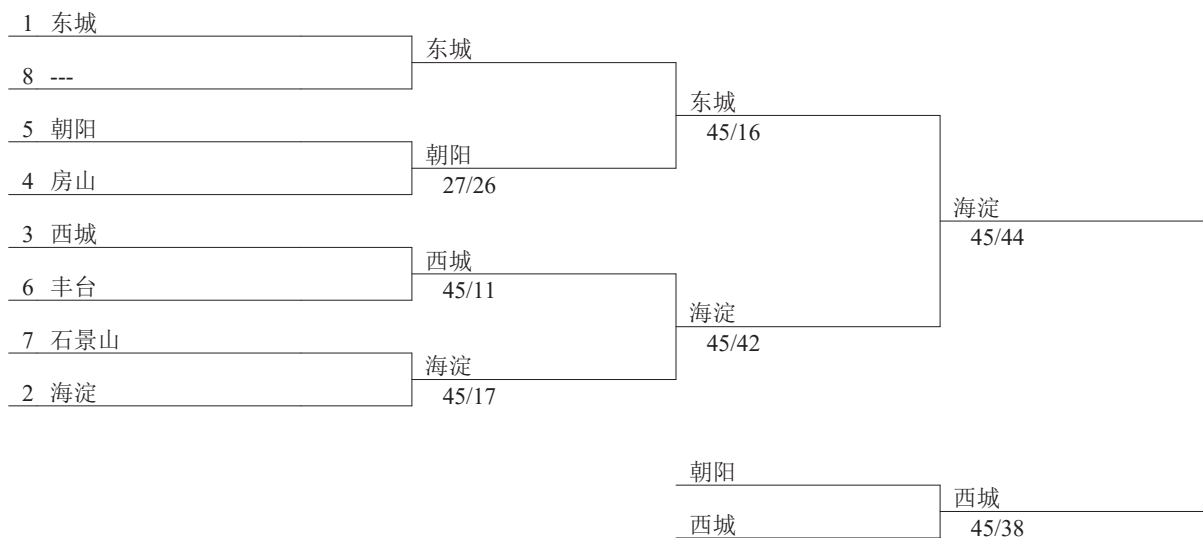 1 东城
东城
8 ---
东城
45/16
5 朝阳
朝阳
27/26
4 房山
海淀
45/44
3 西城
西城
45/11
6 丰台
海淀
45/42
7 石景山
海淀
45/17
2 海淀
朝阳
西城
45/38
西城